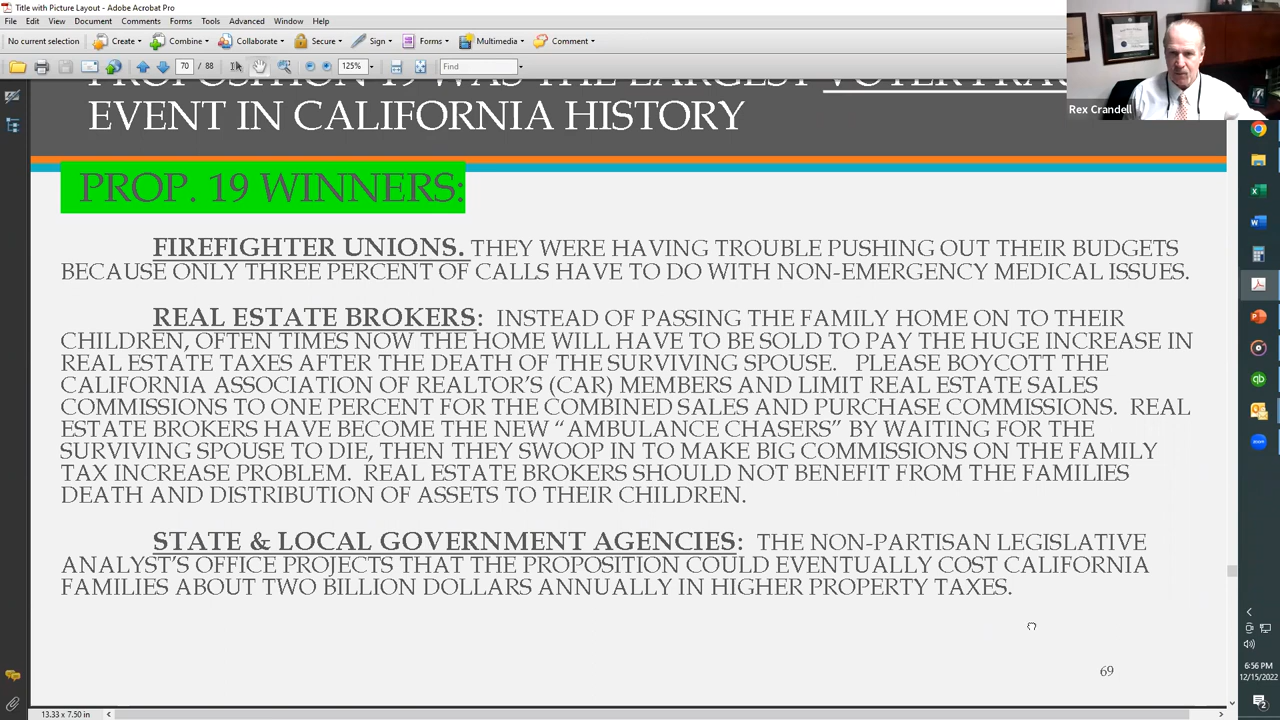 Title with Picture Layout - Adobe Acrobat Pro
File Edit View Document Comments Forms Tools Advanced Window Help
No current selection Create Combine Collaborate Secure Sign Forms Multimedia Comment
70 / 88 125% Find
Rex Crandell
PROPOSITION 19 WAS THE LARGEST VOTER
EVENT IN CALIFORNIA HISTORY
PROP. 19 WINNERS:
FIREFIGHTER UNIONS. THEY WERE HAVING TROUBLE PUSHING OUT THEIR BUDGETS
BECAUSE ONLY THREE PERCENT OF CALLS HAVE TO DO WITH NON-EMERGENCY MEDICAL ISSUES.
REAL ESTATE BROKERS: INSTEAD OF PASSING THE FAMILY HOME ON TO THEIR
CHILDREN, OFTEN TIMES NOW THE HOME WILL HAVE TO BE SOLD TO PAY THE HUGE INCREASE IN
REAL ESTATE TAXES AFTER THE DEATH OF THE SURVIVING SPOUSE. PLEASE BOYCOTT THE
CALIFORNIA ASSOCIATION OF REALTOR'S (CAR) MEMBERS AND LIMIT REAL ESTATE SALES
COMMISSIONS TO ONE PERCENT FOR THE COMBINED SALES AND PURCHASE COMMISSIONS. REAL
ESTATE BROKERS HAVE BECOME THE NEW “AMBULANCE CHASERS” BY WAITING FOR THE
SURVIVING SPOUSE TO DIE, THEN THEY SWOOP IN TO MAKE BIG COMMISSIONS ON THE FAMILY
TAX INCREASE PROBLEM. REAL ESTATE BROKERS SHOULD NOT BENEFIT FROM THE FAMILIES
DEATH AND DISTRIBUTION OF ASSETS TO THEIR CHILDREN.
STATE & LOCAL GOVERNMENT AGENCIES: THE NON-PARTISAN LEGISLATIVE
ANALYST'S OFFICE PROJECTS THAT THE PROPOSITION COULD EVENTUALLY COST CALIFORNIA
FAMILIES ABOUT TWO BILLION DOLLARS ANNUALLY IN HIGHER PROPERTY TAXES.
69
6:56 PM
12/15/2022
2
13.33 x 7.50 in